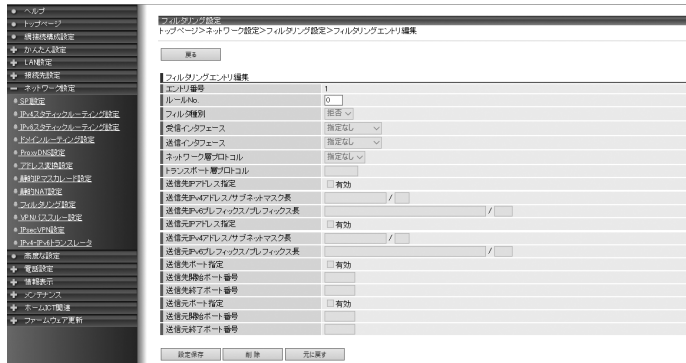 ヘルプ
トップページ
網接続構成設定
かんたん設定
LAN設定
接続先設定
ネットワーク設定
SPI設定
IPv4スタティックルーティング設定
IPv6スタティックルーティング設定
ドメインルーティング設定
ProxyDNS設定
アドレス変換設定
静的IPマスカレード設定
静的NAT設定
フィルタリング設定
VPNパススルー設定
IPsecVPN設定
IPv4-IPv6トランスレータ
高度な設定
電話設定
情報表示
メンテナンス
ホームICT関連
ファームウェア更新
フィルタリング設定
トップページ>ネットワーク設定>フィルタリング設定>フィルタリングエントリ編集
戻る
フィルタリングエントリ編集
エントリ番号 1
ルールNo. 0
フィルタ種別 拒否
受信インタフェース 指定なし
送信インタフェース 指定なし
ネットワーク層プロトコル 指定なし
トランスポート層プロトコル
送信先IPアドレス指定 有効
送信先IPv4アドレス/サブネットマスク長 /
送信先IPv6プレフィックス/プレフィックス長 /
送信元IPアドレス指定 有効
送信元IPv4アドレス/サブネットマスク長 /
送信元IPv6プレフィックス/プレフィックス長 /
送信先ポート指定 有効
送信先開始ポート番号
送信先終了ポート番号
送信元ポート指定 有効
送信元開始ポート番号
送信元終了ポート番号
設定保存 削除 元に戻す